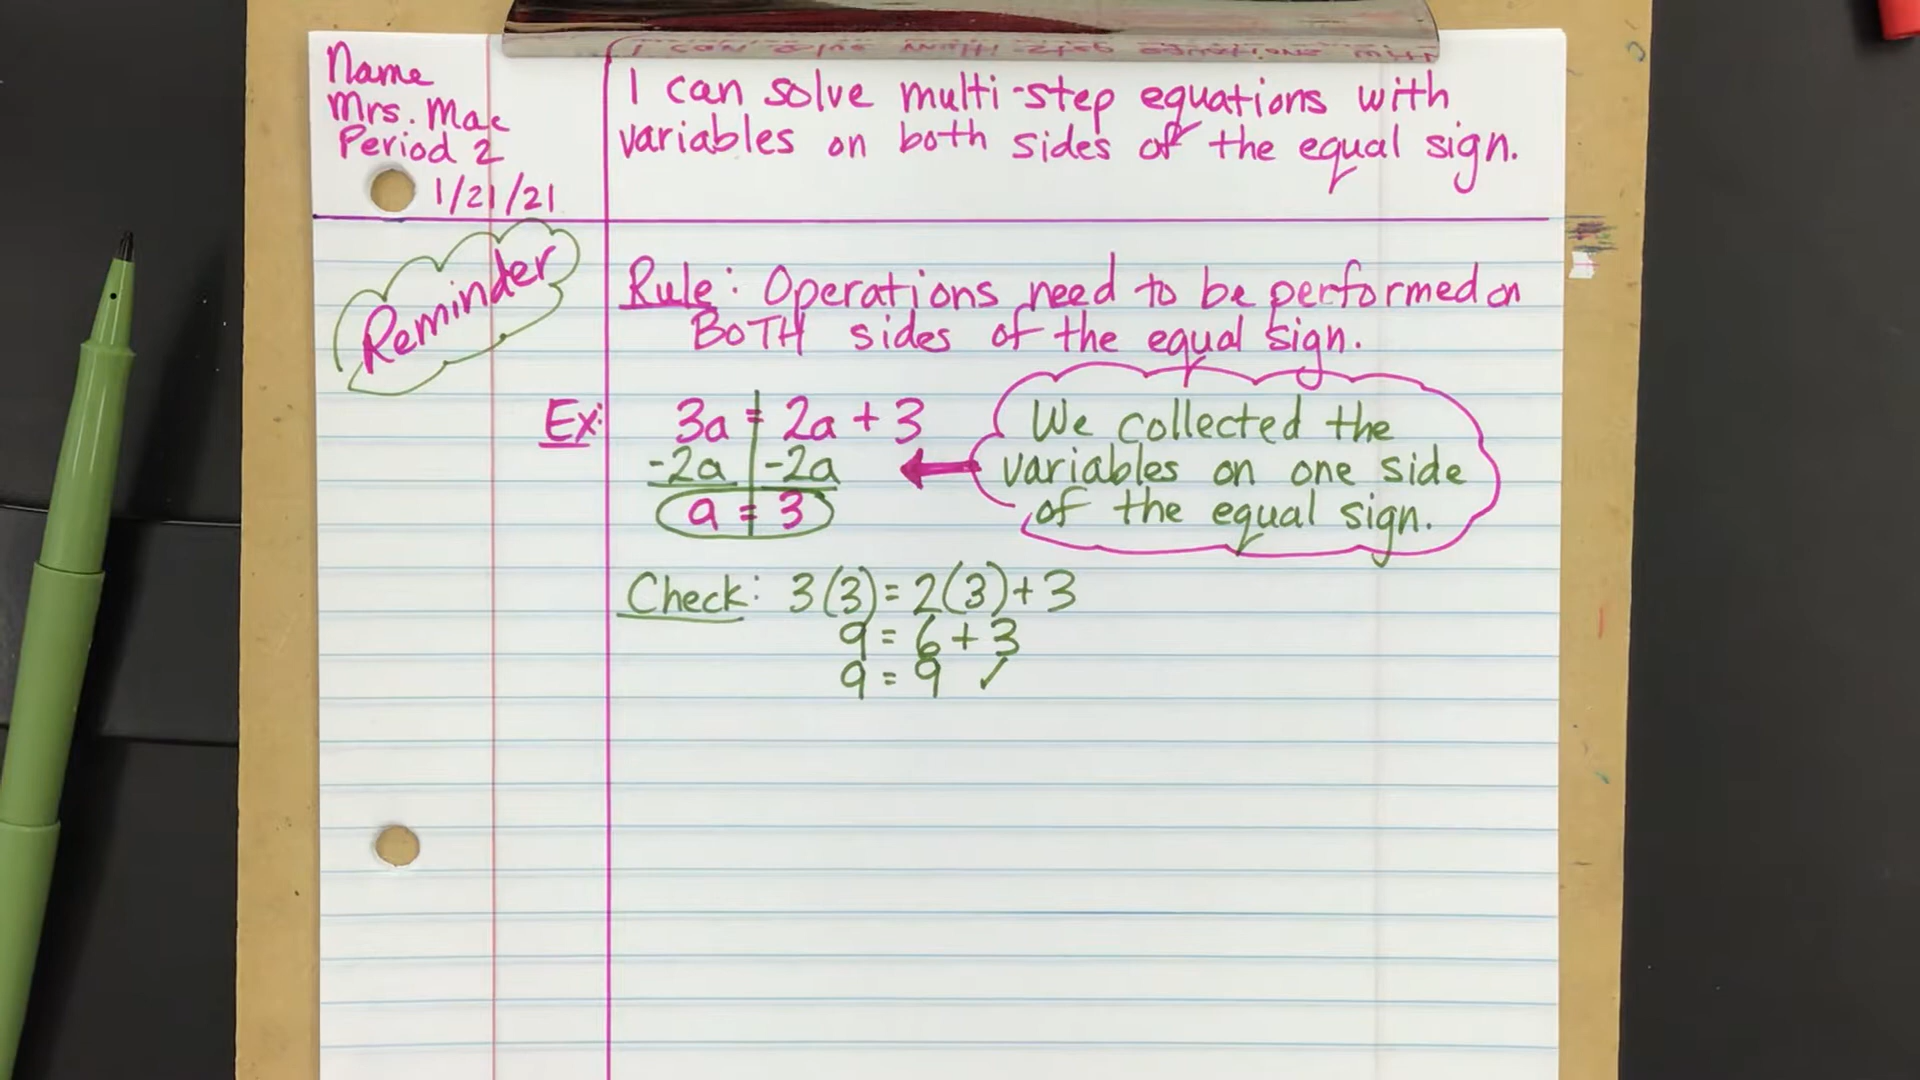 Name
Mrs. Mac
Period 2
1/21/21
I can solve multi-step equations with
variables on both sides of the equal sign.
Reminder
Rule: Operations need to be performed on
BOTH sides of the equal sign.
Ex:
3a = 2a + 3
-2a -2a
a = 3
We collected the
variables on one side
of the equal sign.
Check: 3(3) = 2(3) + 3
9 = 6 + 3
9 = 9 ✓